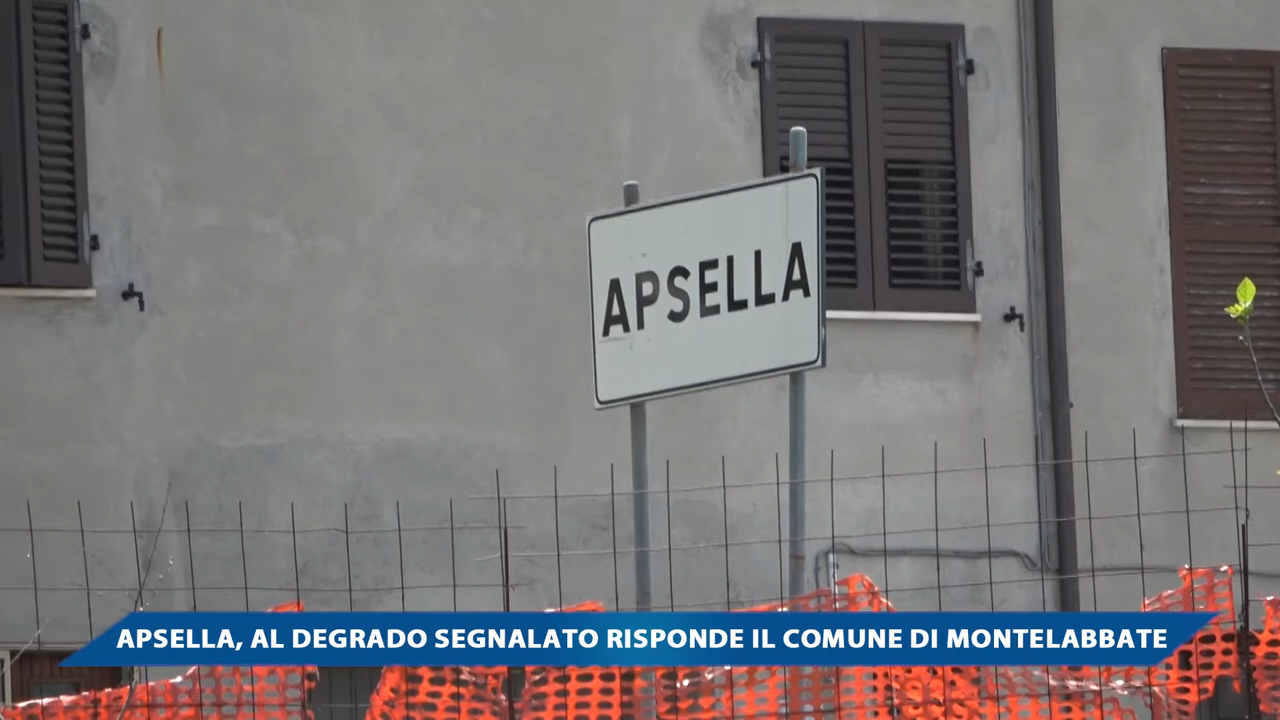 APSELLA
APSELLA, AL DEGRADO SEGNALATO RISPONDE IL COMUNE DI MONTELABBATE